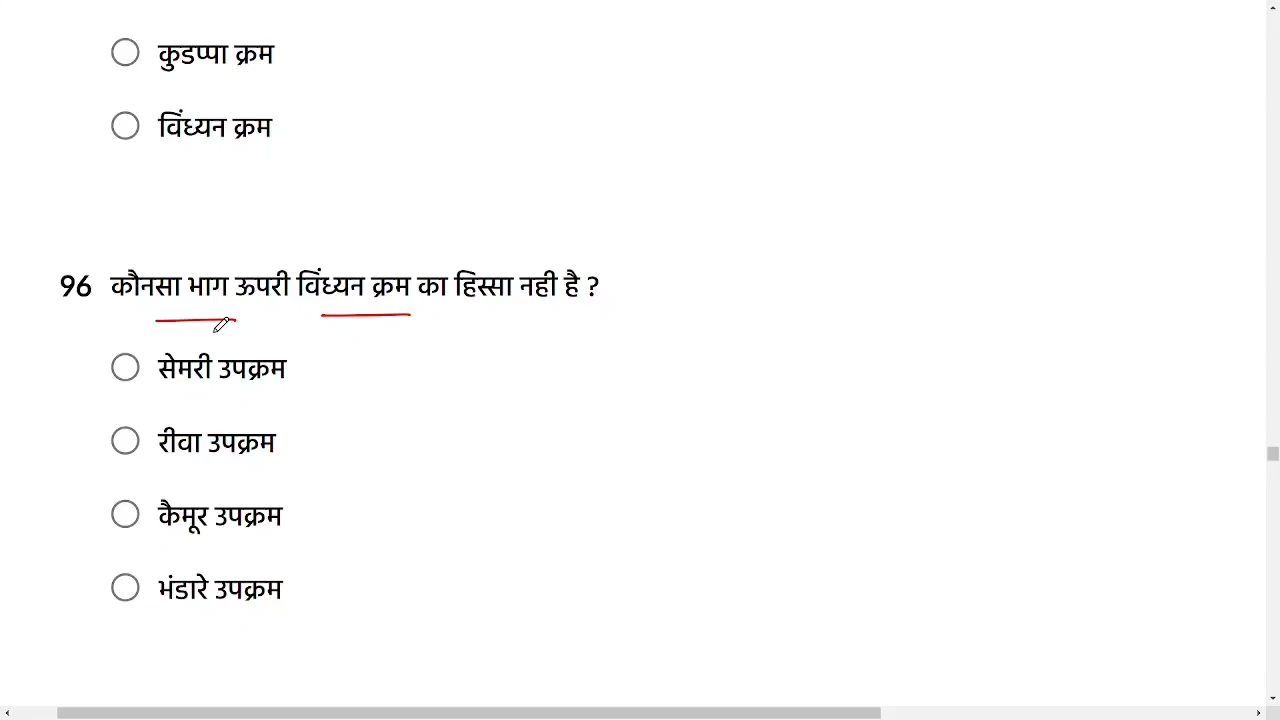 कुडप्पा क्रम
विंध्यन क्रम
96 कौनसा भाग ऊपरी विंध्यन क्रम का हिस्सा नही है ?
सेमरी उपक्रम
रीवा उपक्रम
कैमूर उपक्रम
भंडारे उपक्रम